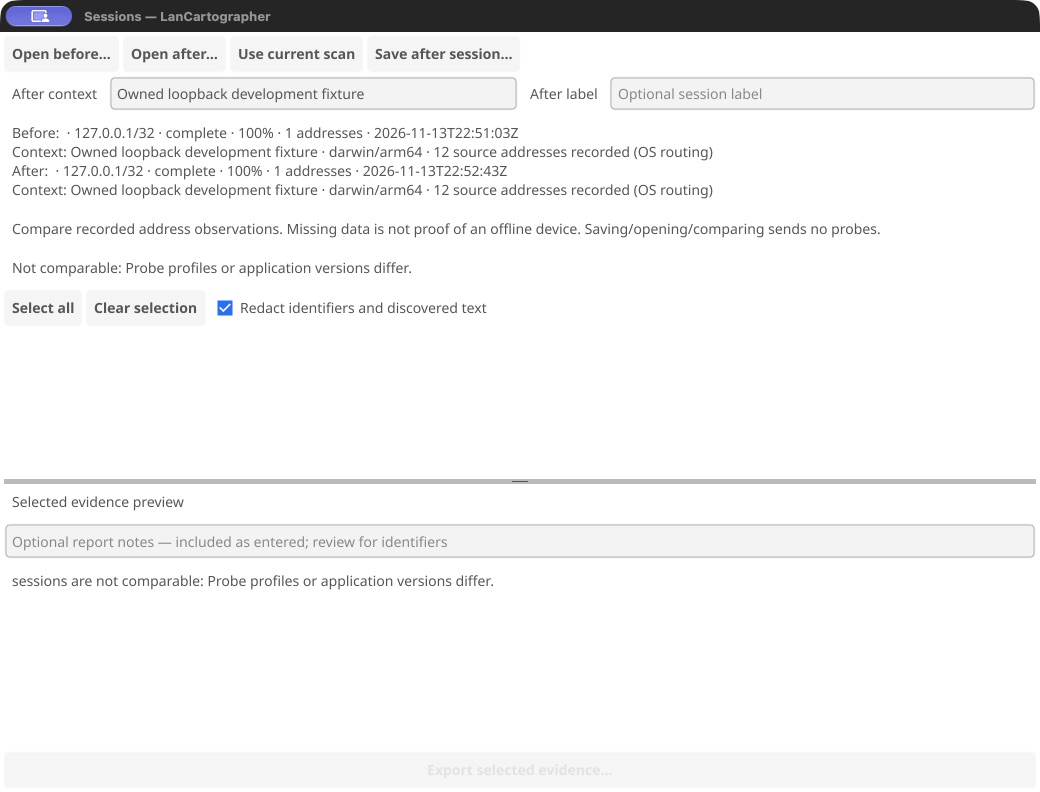 Sessions — LanCartographer
Open before... Open after... Use current scan Save after session...
After context Owned loopback development fixture After label Optional session label
Before:  · 127.0.0.1/32 · complete · 100% · 1 addresses · 2026-11-13T22:51:03Z
Context: Owned loopback development fixture · darwin/arm64 · 12 source addresses recorded (OS routing)
After:  · 127.0.0.1/32 · complete · 100% · 1 addresses · 2026-11-13T22:52:43Z
Context: Owned loopback development fixture · darwin/arm64 · 12 source addresses recorded (OS routing)
Compare recorded address observations. Missing data is not proof of an offline device. Saving/opening/comparing sends no probes.
Not comparable: Probe profiles or application versions differ.
Select all Clear selection Redact identifiers and discovered text
Selected evidence preview
Optional report notes — included as entered; review for identifiers
sessions are not comparable: Probe profiles or application versions differ.
Export selected evidence...